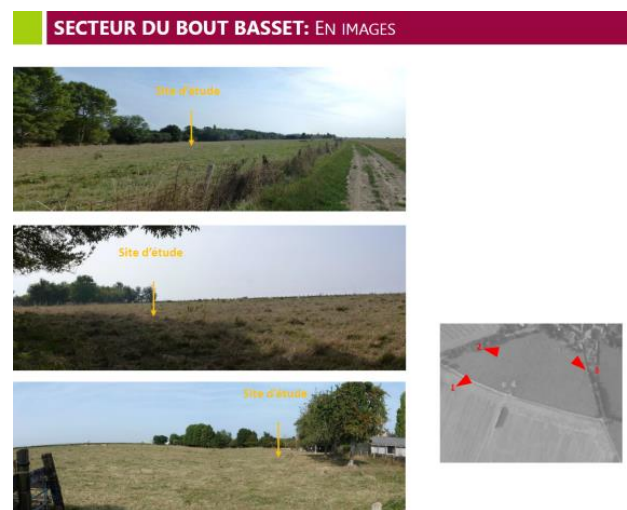 SECTEUR DU BOUT BASSET: EN IMAGES
Site d'étude
Site d'étude
Site d'étude
2
3
1